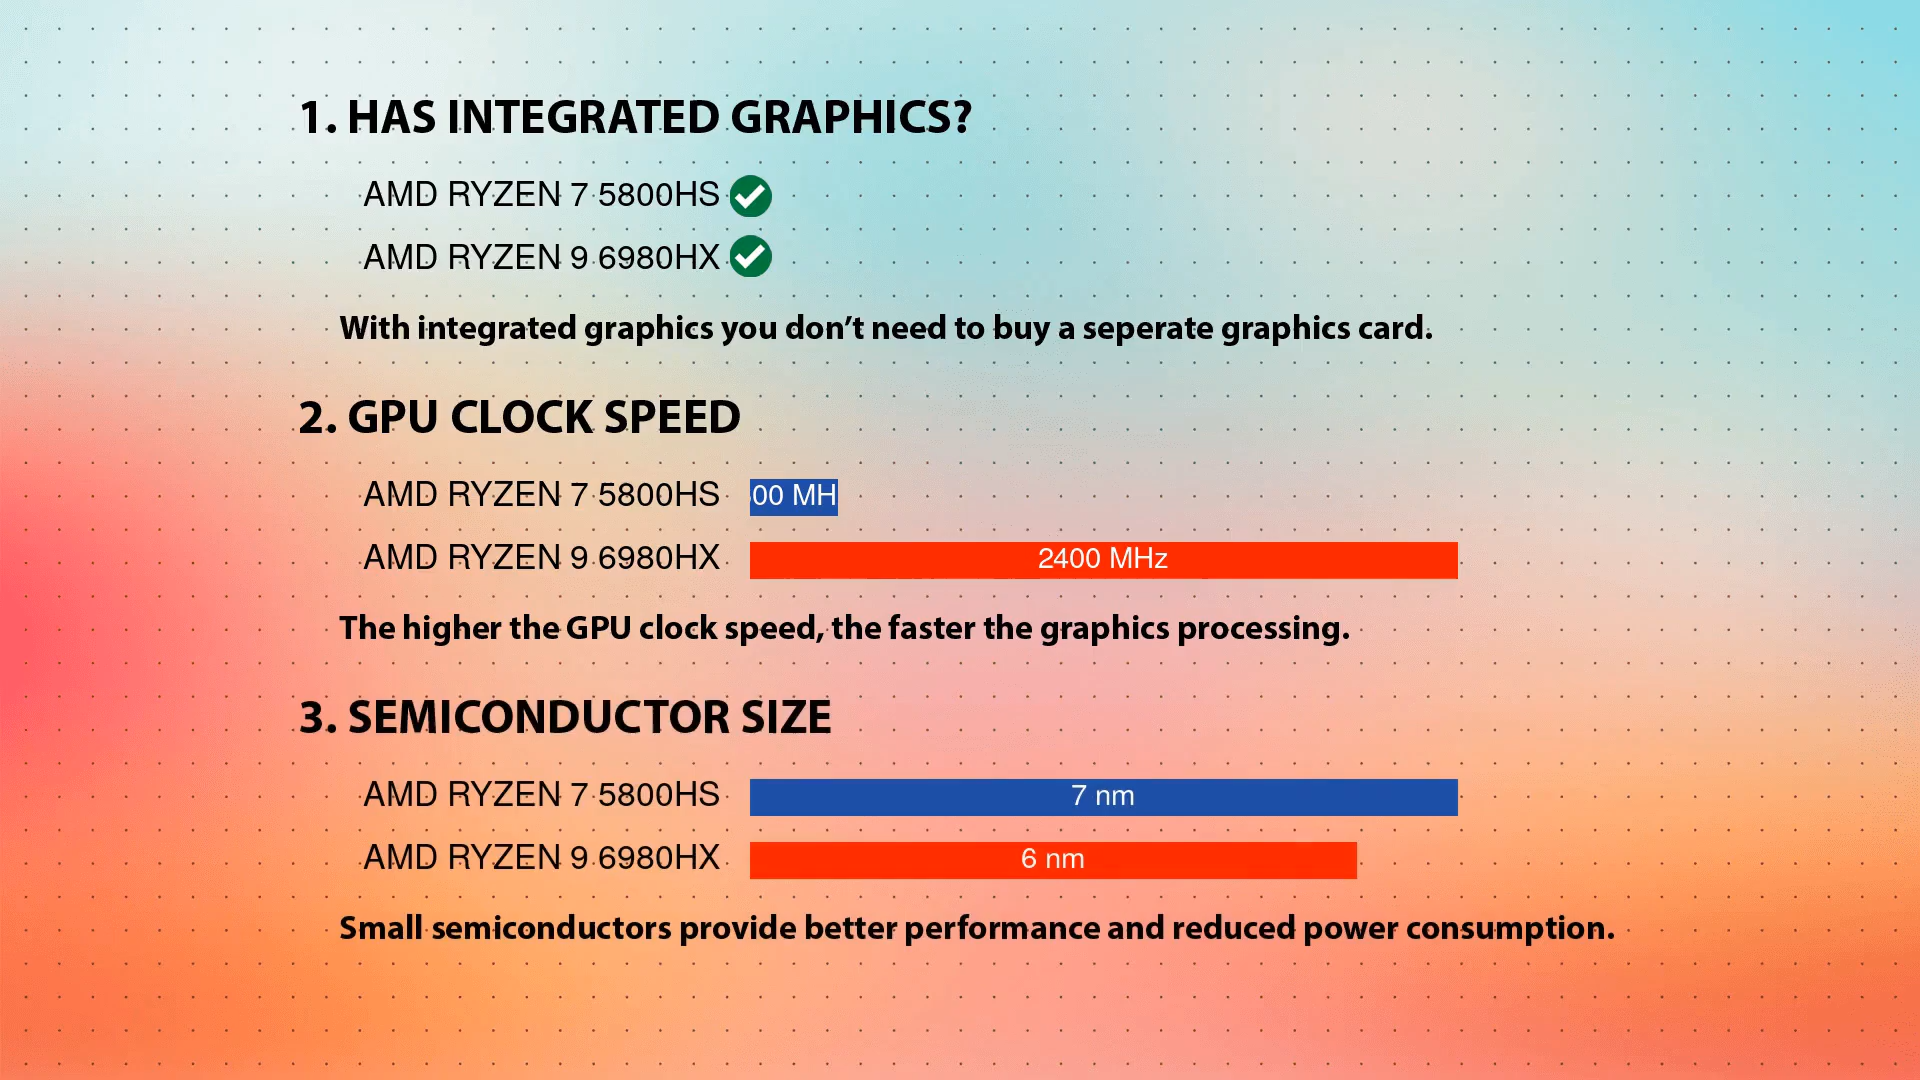 1. HAS INTEGRATED GRAPHICS?
AMD RYZEN 7 5800HS
AMD RYZEN 9 6980HX
With integrated graphics you don’t need to buy a seperate graphics card.
2. GPU CLOCK SPEED
AMD RYZEN 7 5800HS 00 MH
AMD RYZEN 9 6980HX 2400 MHz
The higher the GPU clock speed, the faster the graphics processing.
3. SEMICONDUCTOR SIZE
AMD RYZEN 7 5800HS 7 nm
AMD RYZEN 9 6980HX 6 nm
Small semiconductors provide better performance and reduced power consumption.